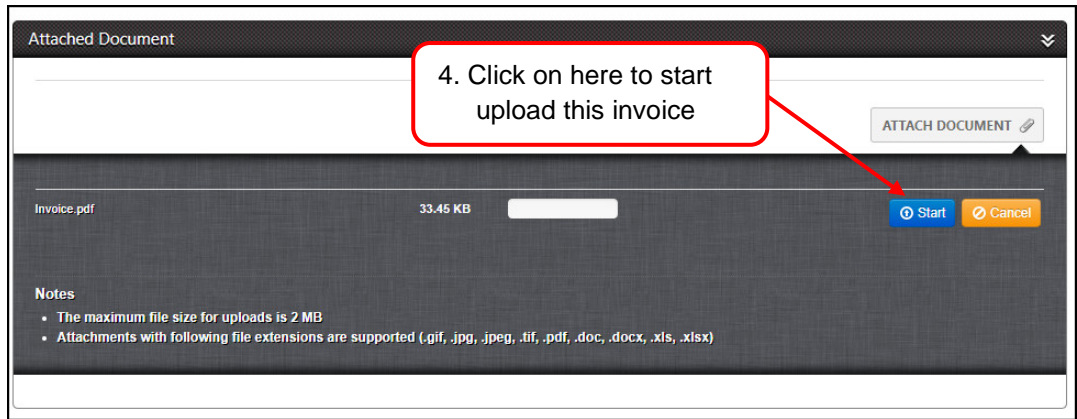 Attached Document
4. Click on here to start
upload this invoice
ATTACH DOCUMENT
Invoice.pdf 33.45 KB Start Cancel
Notes
• The maximum file size for uploads is 2 MB
• Attachments with following file extensions are supported (.gif, .jpg, .jpeg, .tif, .pdf, .doc, .docx, .xls, .xlsx)